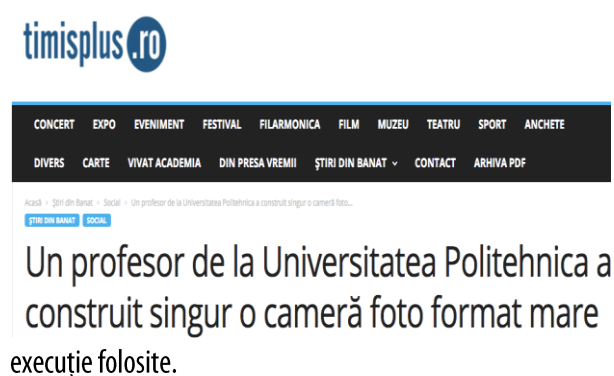 timisplus.ro
CONCERT EXPO EVENIMENT FESTIVAL FILARMONICA FILM MUZEU TEATRU SPORT ANCHETE
DIVERS CARTE VIVAT ACADEMIA DIN PRESA VREMII ȘTIRI DIN BANAT CONTACT ARHIVA PDF
Acasă › Știri din Banat › Social › Un profesor de la Universitatea Politehnica a construit singur o cameră foto...
ȘTIRI DIN BANAT SOCIAL
Un profesor de la Universitatea Politehnica a
construit singur o cameră foto format mare
execuție folosite.